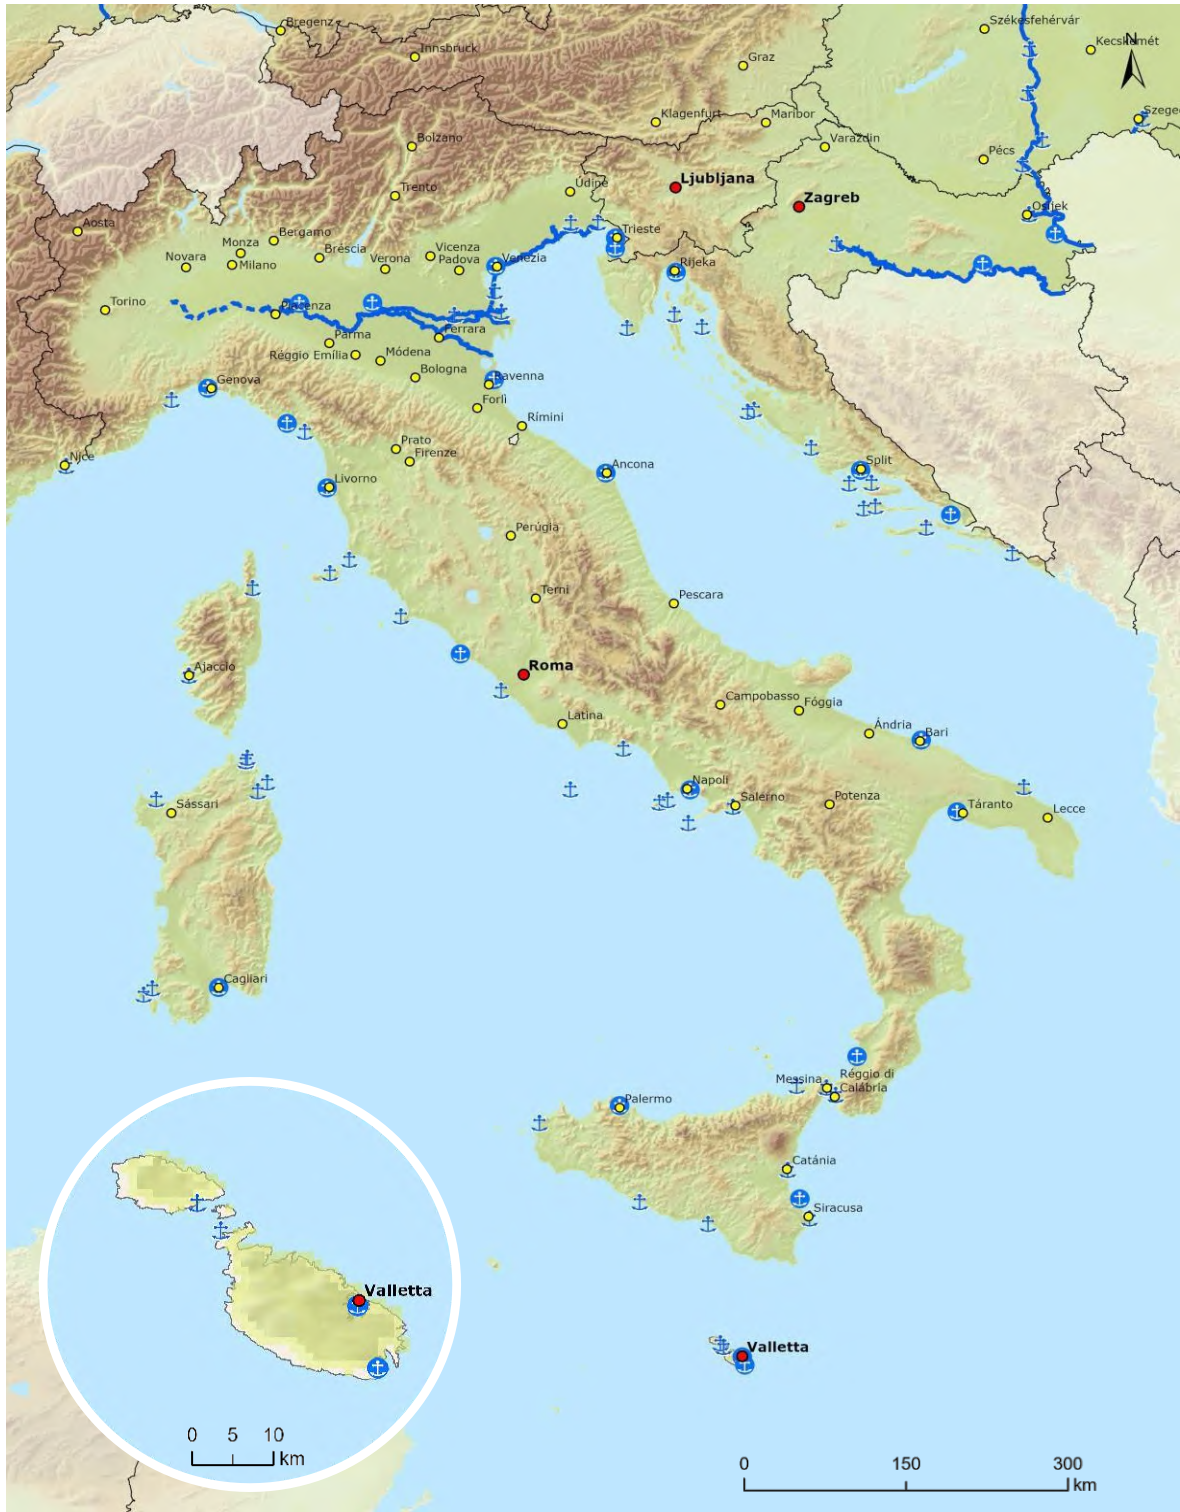 Székesfehérvár
Bregenz
Kecskemét
N
Innsbruck
Graz
Klagenfurt
Maribor
Szeged
Bolzano
Varazdin
Pécs
Ljubljana
Trento
Údine
Zagreb
Osijek
Aosta
Trieste
Bergamo
Monza
Vicenza
Novara
Milano
Bréscia
Verona
Padova
Venezia
Rijeka
Torino
Piacenza
Parma
Ferrara
Réggio Emília
Módena
Bologna
Genova
Ravenna
Forlì
Rímini
Prato
Firenze
Nice
Ancona
Split
Livorno
Perúgia
Terni
Pescara
Ajaccio
Roma
Campobasso
Fóggia
Latina
Ándria
Bari
Napoli
Salerno
Potenza
Sássari
Táranto
Lecce
Cagliari
Messina
Réggio di
Calábria
Palermo
Catánia
Siracusa
Valletta
Valletta
0 5 10
km
0 150 300
km